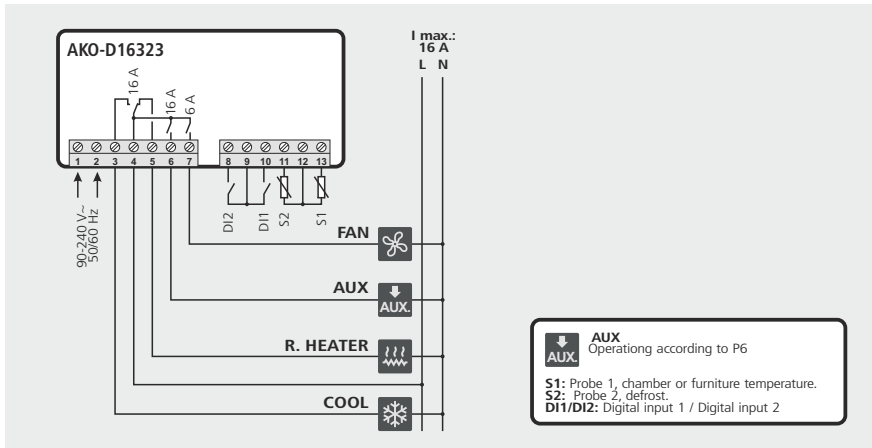 I max.:
16 A
L N
AKO-D16323
16 A
16 A
6 A
1 2 3 4 5 6 7
8 9 10 11 12 13
90-240 V~
50/60 Hz
DI2
DI1
S2
S1
FAN
AUX
AUX.
R. HEATER
COOL
AUX.
AUX
Operationg according to P6
S1: Probe 1, chamber or furniture temperature.
S2: Probe 2, defrost.
DI1/DI2: Digital input 1 / Digital input 2